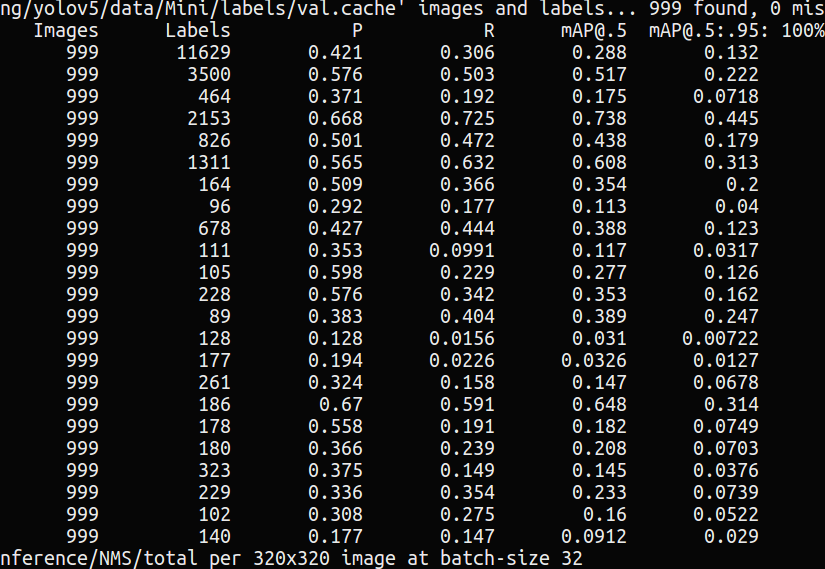 ng/yolov5/data/Mini/labels/val.cache' images and labels... 999 found, 0 mis
Images Labels P R mAP@.5 mAP@.5:.95: 100%
999 11629 0.421 0.306 0.288 0.132
999 3500 0.576 0.503 0.517 0.222
999 464 0.371 0.192 0.175 0.0718
999 2153 0.668 0.725 0.738 0.445
999 826 0.501 0.472 0.438 0.179
999 1311 0.565 0.632 0.608 0.313
999 164 0.509 0.366 0.354 0.2
999 96 0.292 0.177 0.113 0.04
999 678 0.427 0.444 0.388 0.123
999 111 0.353 0.0991 0.117 0.0317
999 105 0.598 0.229 0.277 0.126
999 228 0.576 0.342 0.353 0.162
999 89 0.383 0.404 0.389 0.247
999 128 0.128 0.0156 0.031 0.00722
999 177 0.194 0.0226 0.0326 0.0127
999 261 0.324 0.158 0.147 0.0678
999 186 0.67 0.591 0.648 0.314
999 178 0.558 0.191 0.182 0.0749
999 180 0.366 0.239 0.208 0.0703
999 323 0.375 0.149 0.145 0.0376
999 229 0.336 0.354 0.233 0.0739
999 102 0.308 0.275 0.16 0.0522
999 140 0.177 0.147 0.0912 0.029
nference/NMS/total per 320x320 image at batch-size 32